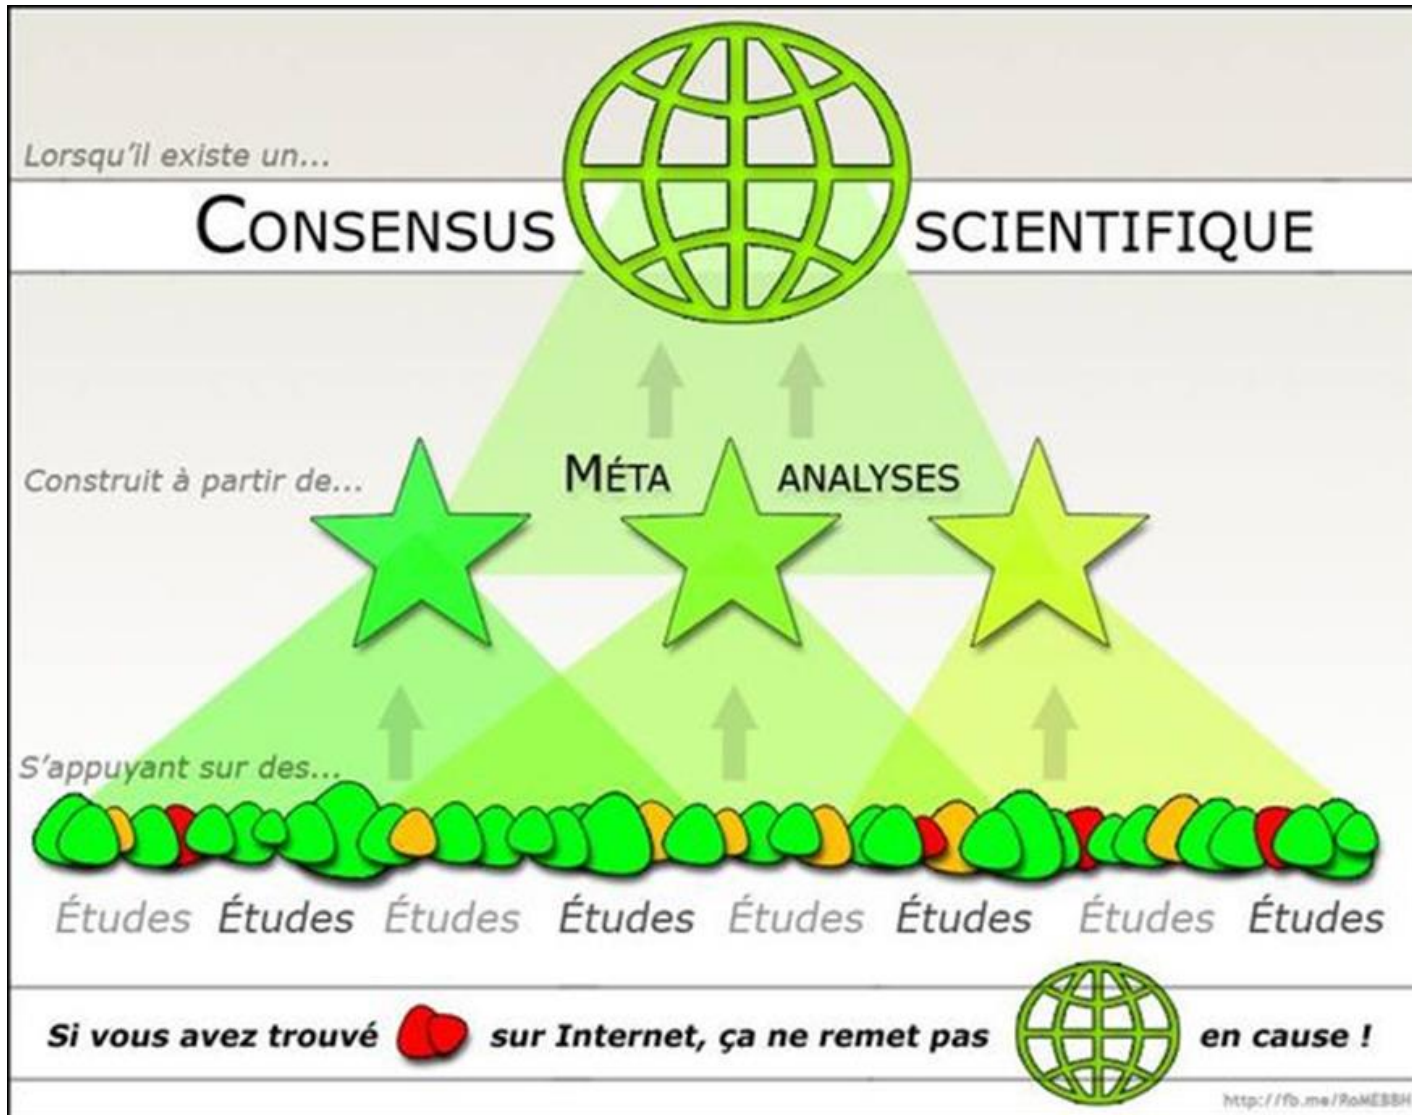 Lorsqu'il existe un...
CONSENSUS SCIENTIFIQUE
Construit à partir de...
MÉTA ANALYSES
S'appuyant sur des...
Études Études Études Études Études Études Études Études
Si vous avez trouvé sur Internet, ça ne remet pas en cause !